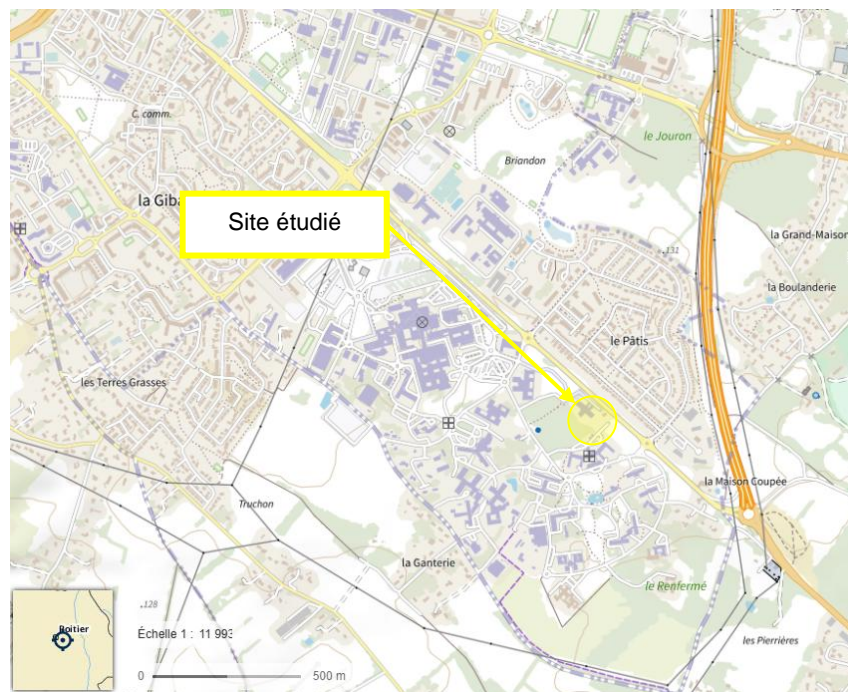 le Jouron
C. comm.
Briandon
la Giba
Site étudié
la Grand-Maison
131
la Boulanderie
le Pâtis
les Terres Grasses
la Maison Coupée
Truchon
la Ganterie
le Renfermé
128
les Pierrières
Poitier
Échelle 1 : 11 993
0 500 m